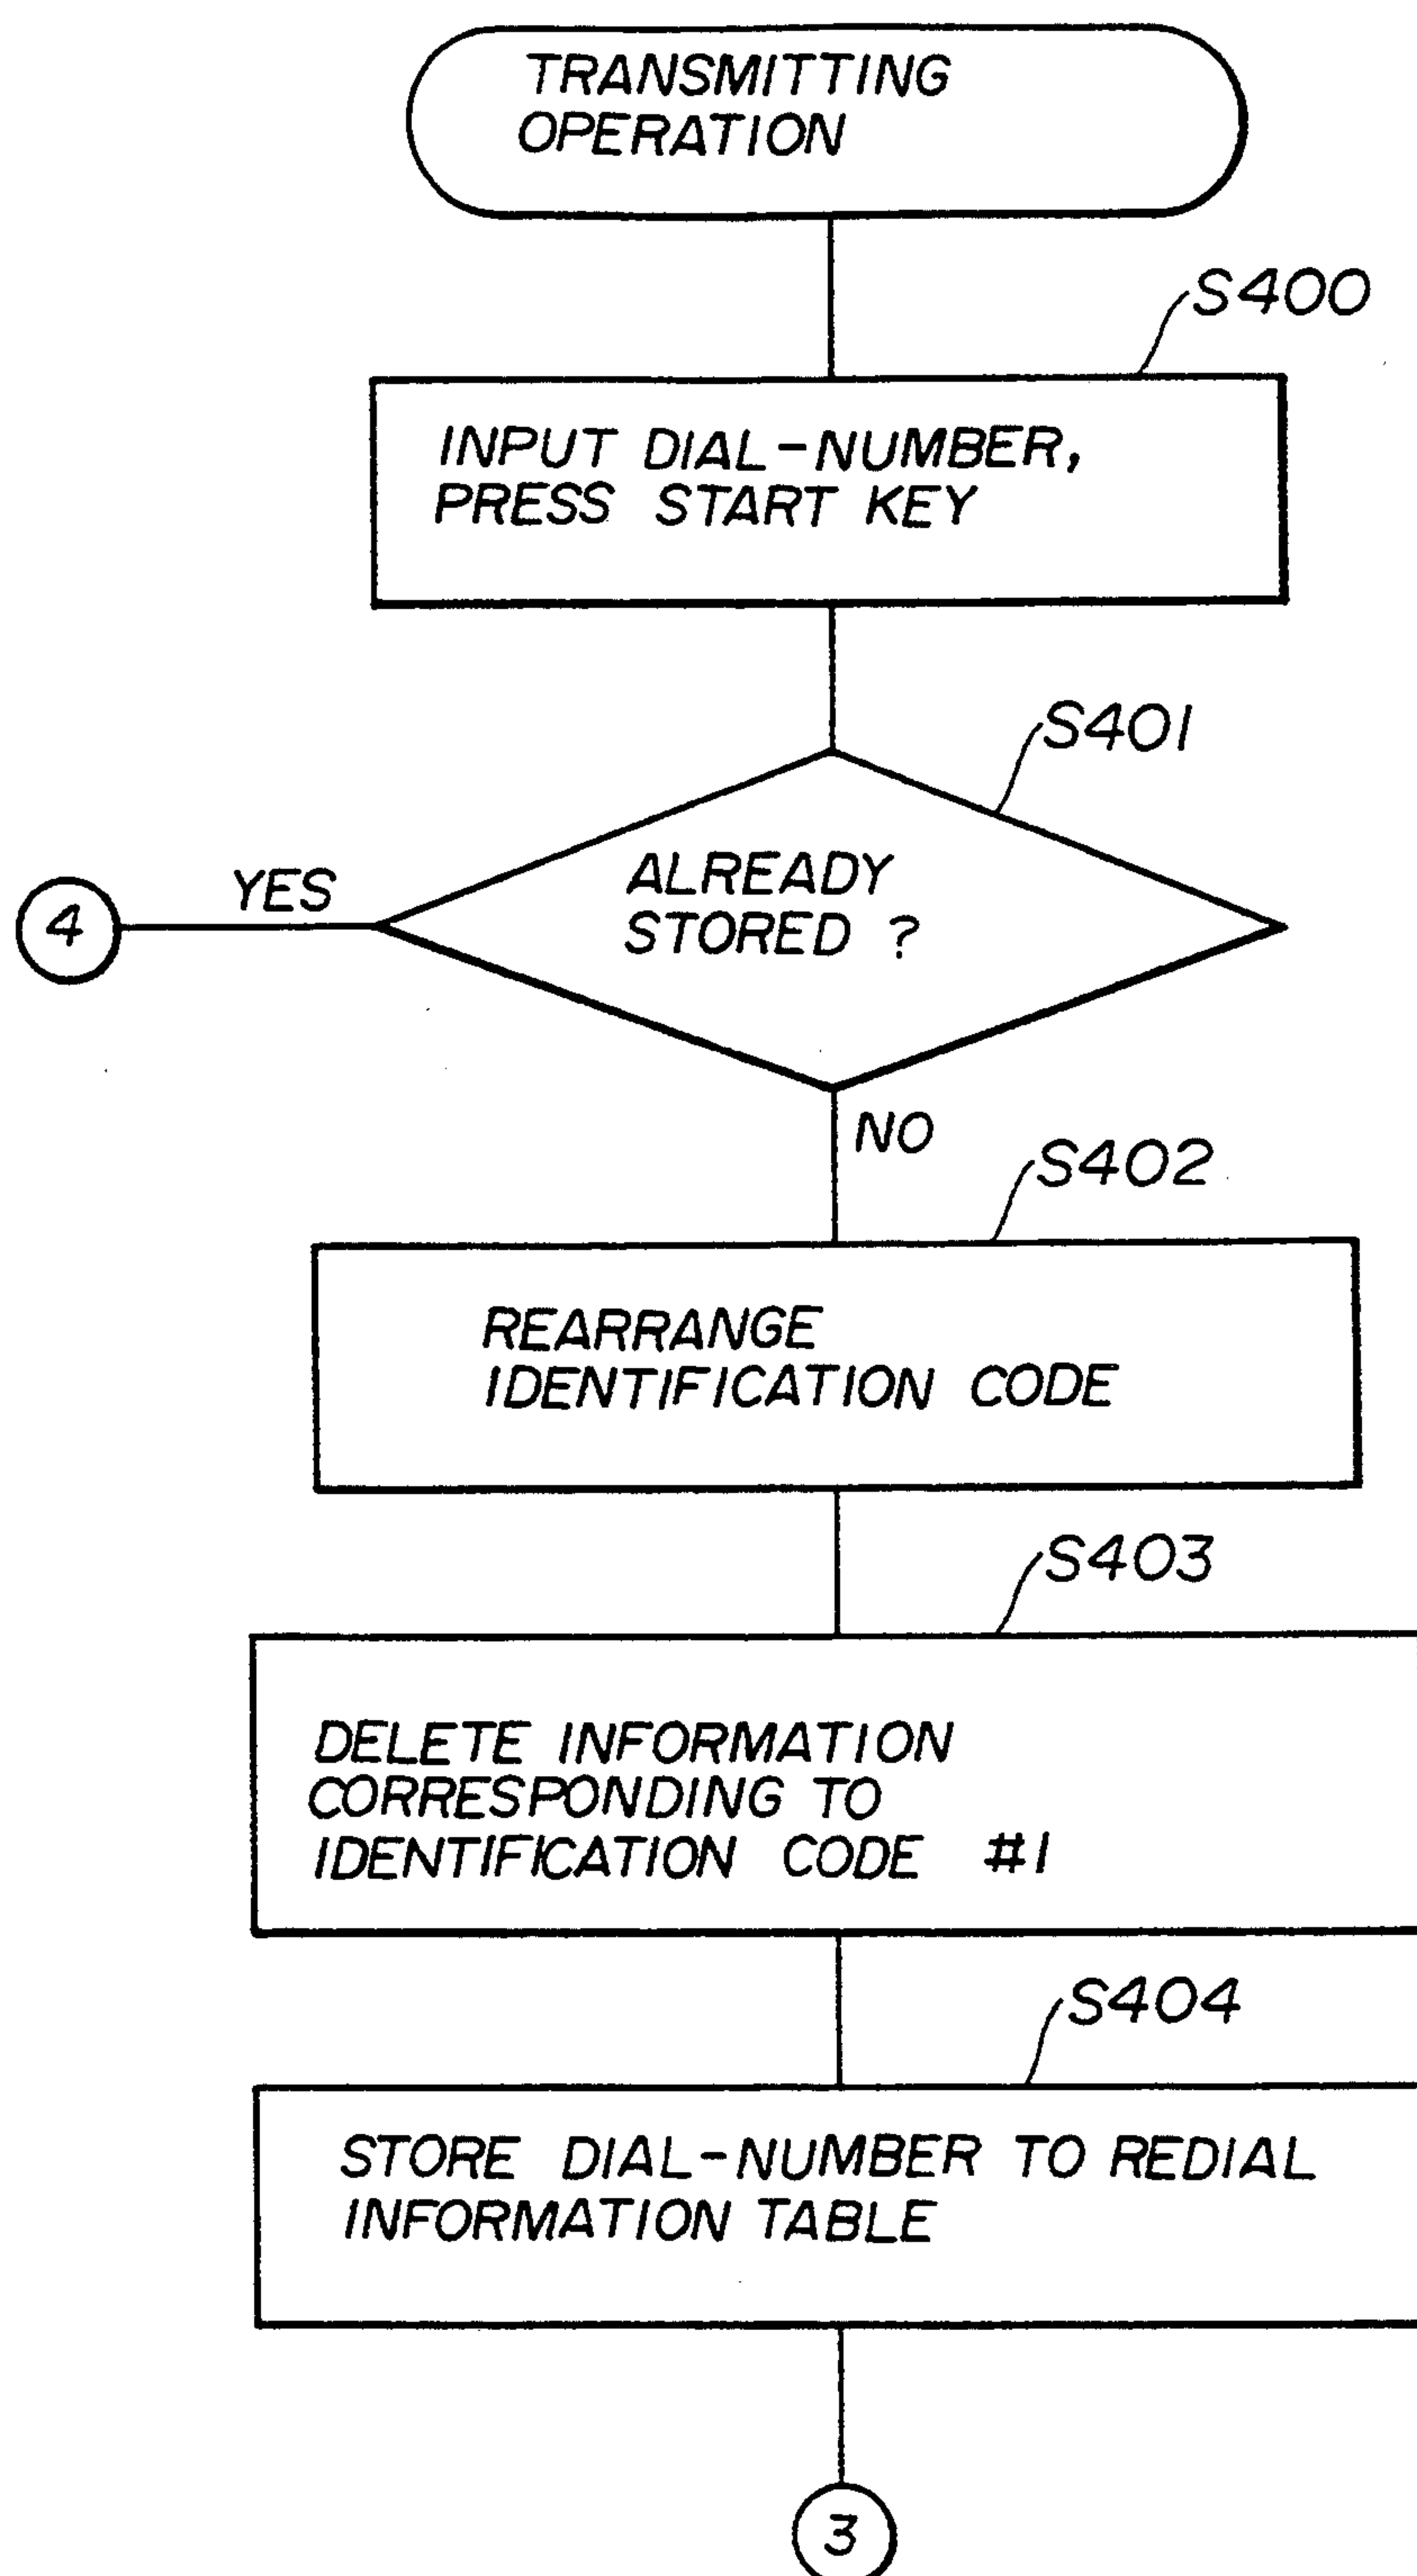 TRANSMITTING
OPERATION
S400
INPUT DIAL-NUMBER,
PRESS START KEY
S401
ALREADY
STORED ?
YES
4
NO
S402
REARRANGE
IDENTIFICATION CODE
S403
DELETE INFORMATION
CORRESPONDING TO
IDENTIFICATION CODE #1
S404
STORE DIAL-NUMBER TO REDIAL
INFORMATION TABLE
3